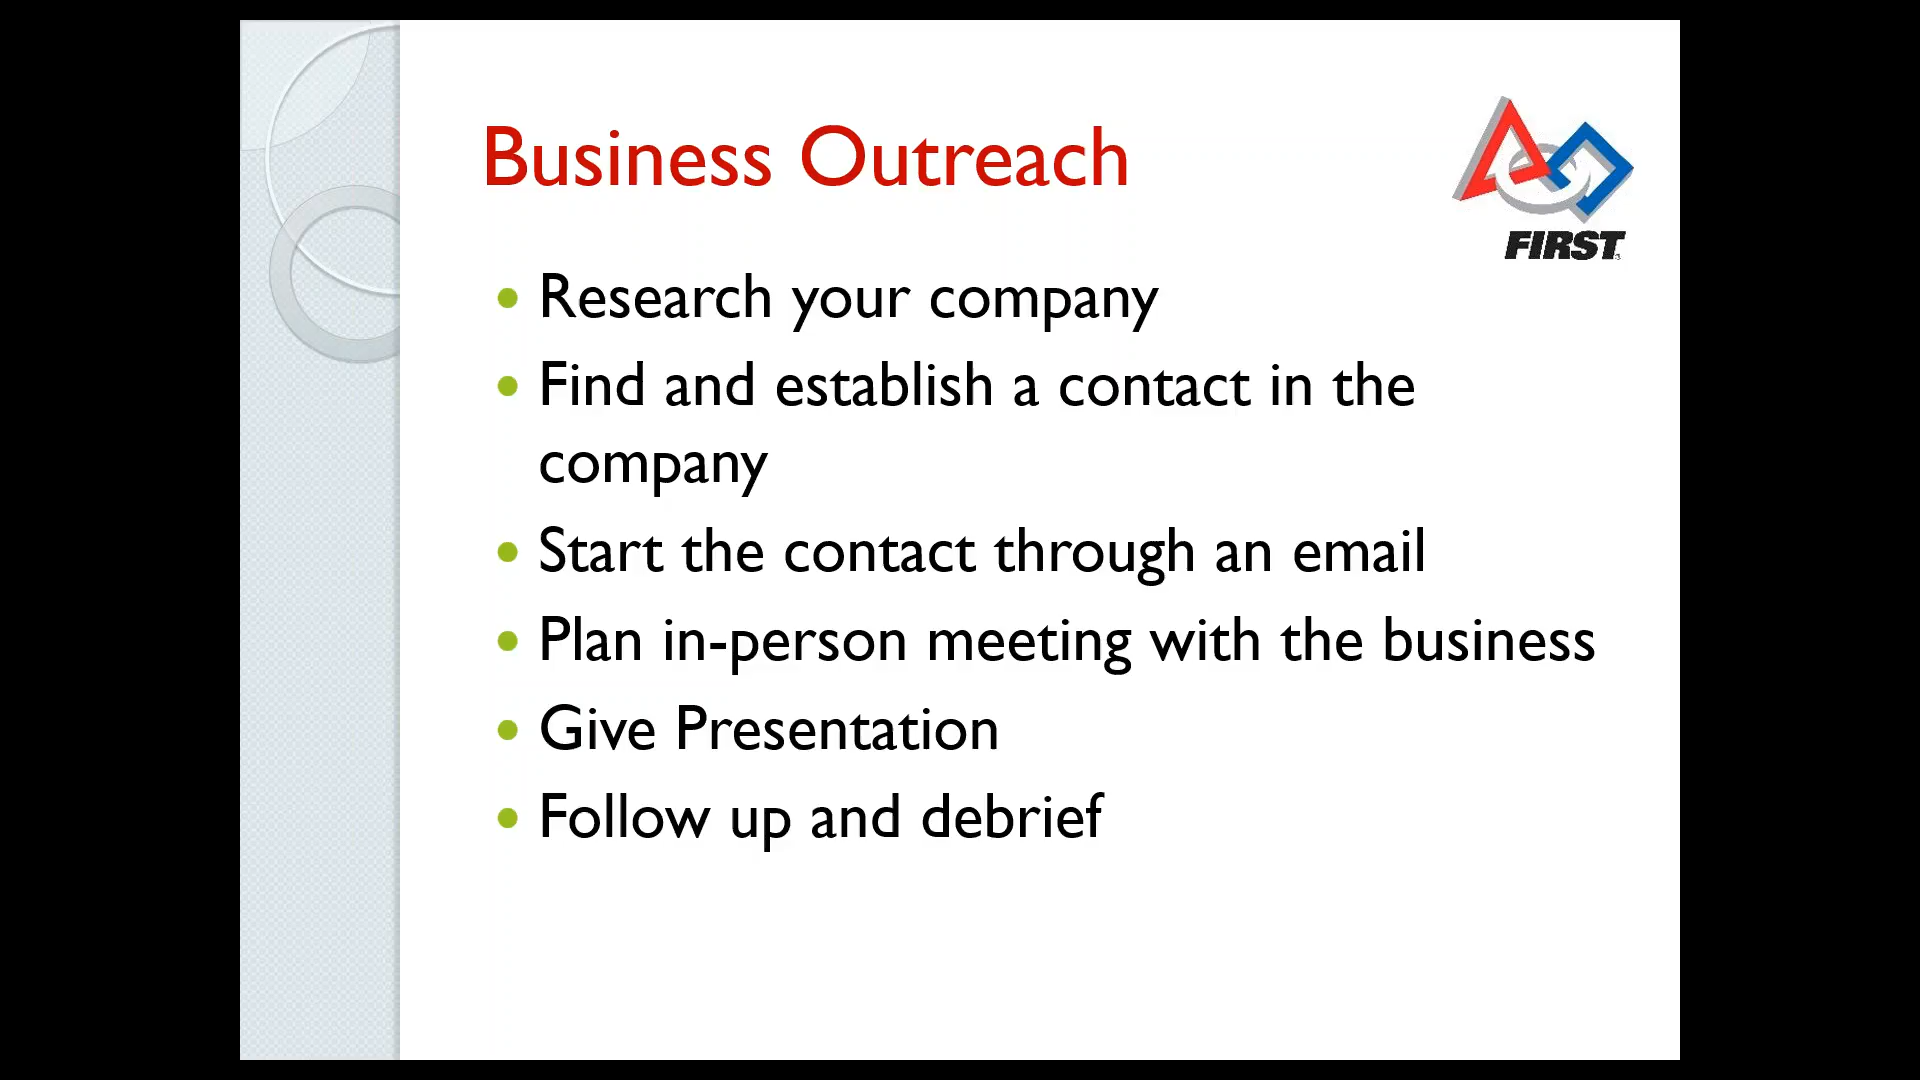 Business Outreach
FIRST
Research your company
Find and establish a contact in the
company
Start the contact through an email
Plan in-person meeting with the business
Give Presentation
Follow up and debrief